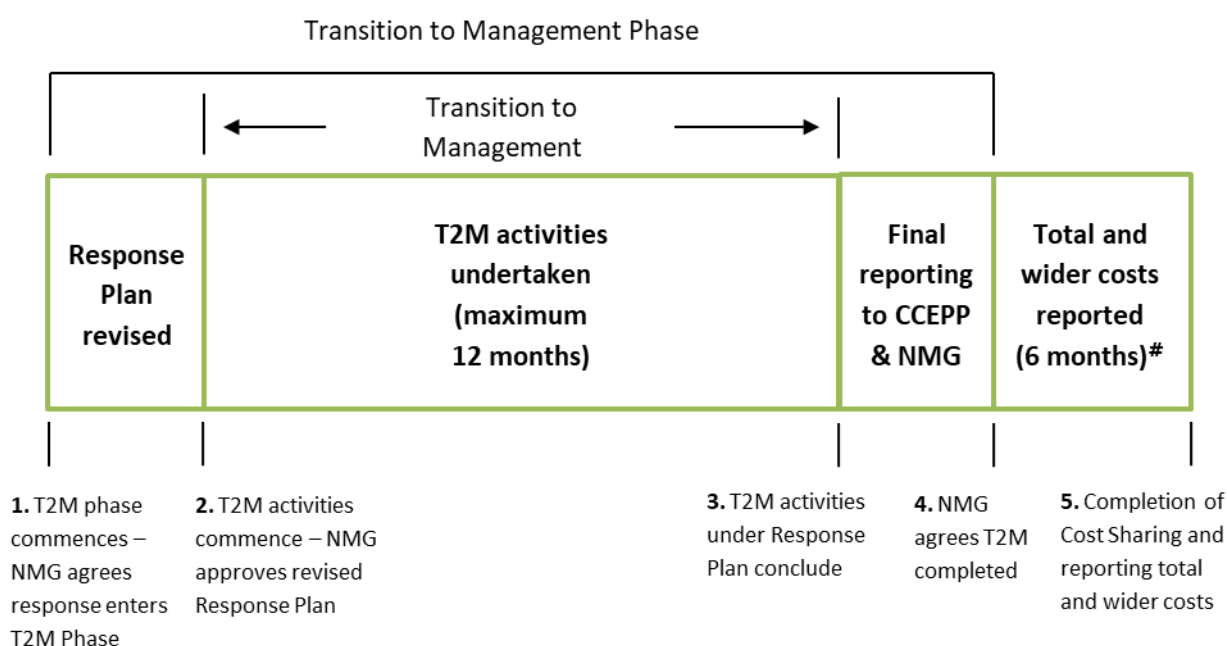 Transition to Management Phase
Transition to
Management
Response
Plan
revised
T2M activities
undertaken
(maximum
12 months)
Final
reporting
to CCEPP
& NMG
Total and
wider costs
reported
(6 months)#
1. T2M phase
commences –
NMG agrees
response enters
T2M Phase
2. T2M activities
commence – NMG
approves revised
Response Plan
3. T2M activities
under Response
Plan conclude
4. NMG
agrees T2M
completed
5. Completion of
Cost Sharing and
reporting total
and wider costs